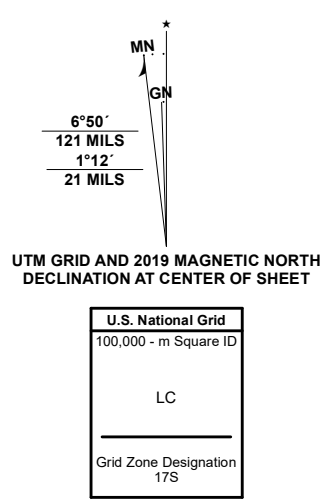 MN
GN
6°50´
121 MILS
1°12´
21 MILS
UTM GRID AND 2019 MAGNETIC NORTH
DECLINATION AT CENTER OF SHEET
U.S. National Grid
100,000 - m Square ID
LC
Grid Zone Designation
17S